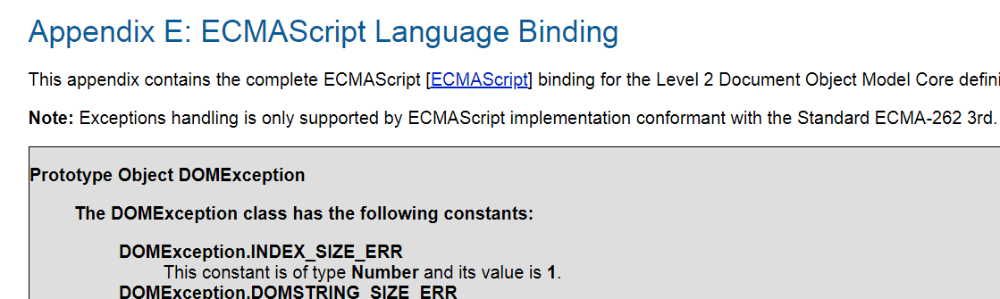 Appendix E: ECMAScript Language Binding
This appendix contains the complete ECMAScript [ECMAScript] binding for the Level 2 Document Object Model Core defini
Note: Exceptions handling is only supported by ECMAScript implementation conformant with the Standard ECMA-262 3rd.
Prototype Object DOMException
The DOMException class has the following constants:
DOMException.INDEX_SIZE_ERR
This constant is of type Number and its value is 1.
DOMException.DOMSTRING_SIZE_ERR